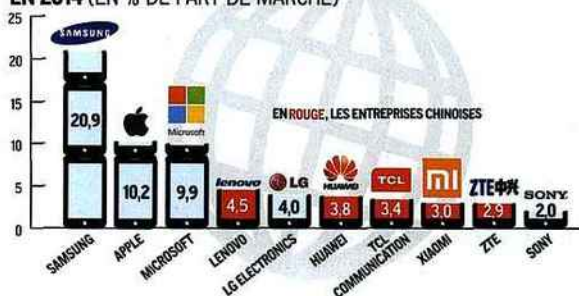 EN 2014 (EN % DE PART DE MARCHÉ)
25
20
15
10
5
0
SAMSUNG
Microsoft
EN ROUGE, LES ENTREPRISES CHINOISES
lenovo
LG
HUAWEI
TCL
mi
ZTE中兴
SONY
20,9
10,2
9,9
4,5
4,0
3,8
3,4
3,0
2,9
2,0
SAMSUNG
APPLE
MICROSOFT
LENOVO
LG ELECTRONICS
HUAWEI
TCL
COMMUNICATION
XIAOMI
ZTE
SONY